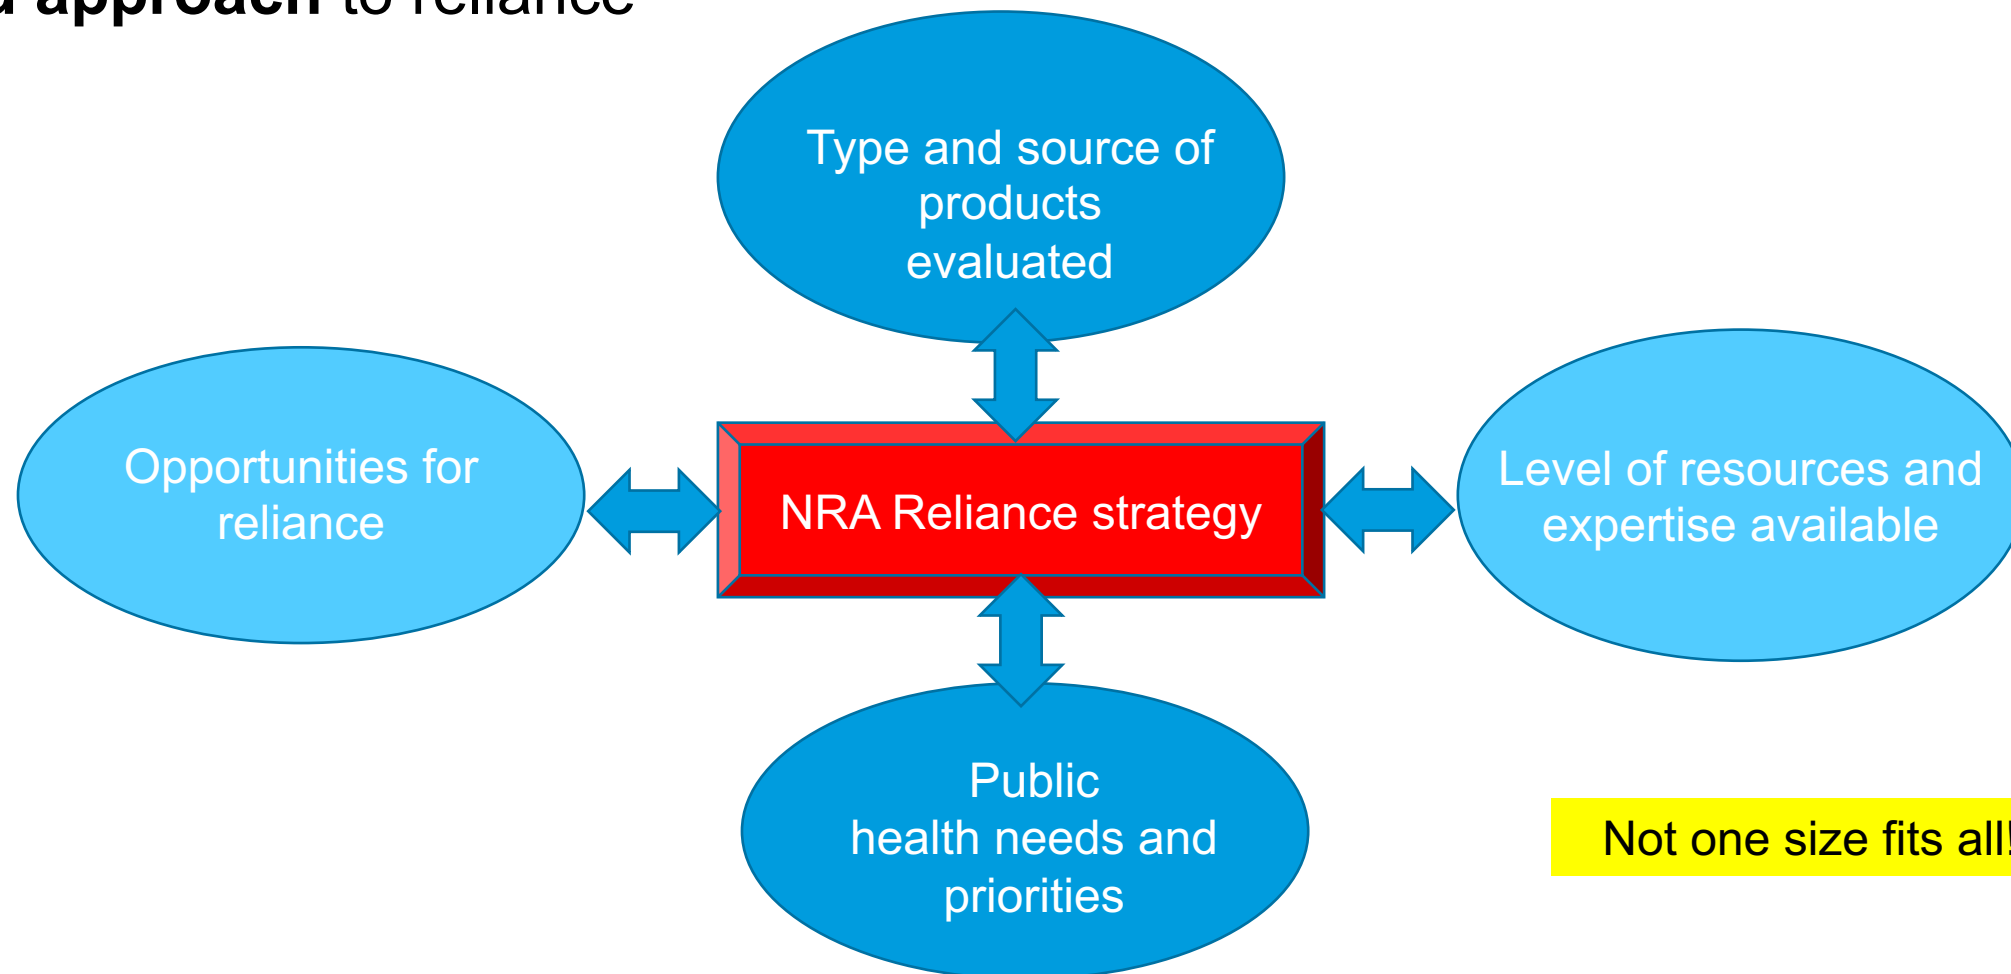 approach to reliance
Type and source of
products
evaluated
Opportunities for
reliance
NRA Reliance strategy
Level of resources and
expertise available
Public
health needs and
priorities
Not one size fits all!